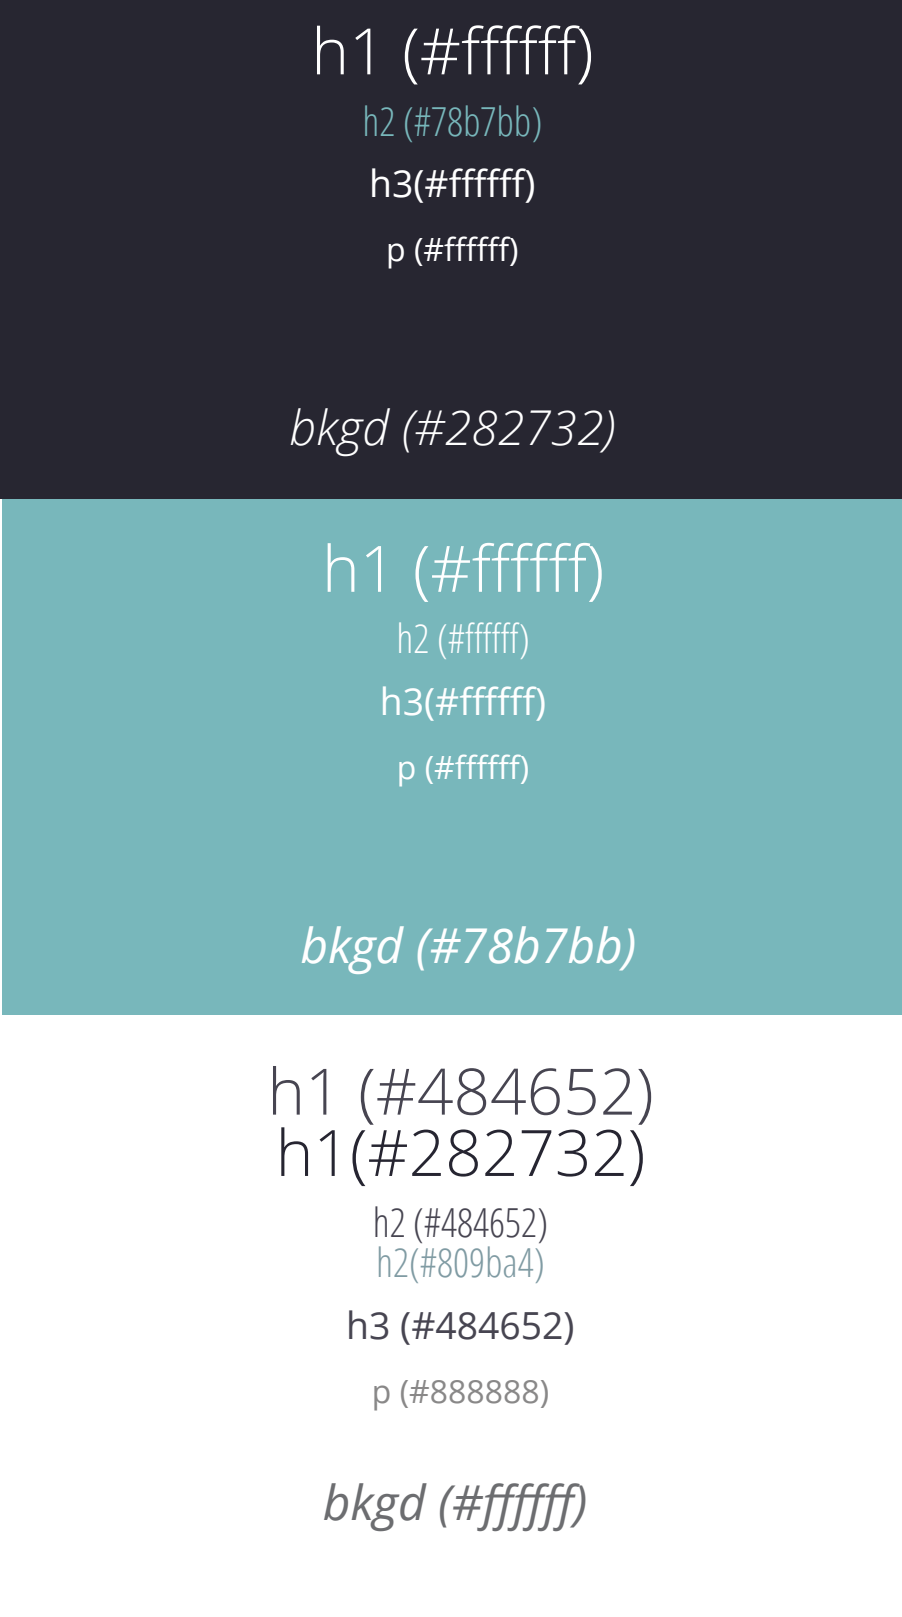 h1 (#ffffff)
h2 (#78b7bb)
h3(#ffffff)
p (#ffffff)
bkgd (#282732)
h1 (#ffffff)
h2 (#ffffff)
h3(#ffffff)
p (#ffffff)
bkgd (#78b7bb)
h1 (#484652)
h1(#282732)
h2 (#484652)
h2(#809ba4)
h3 (#484652)
p (#888888)
bkgd (#ffffff)